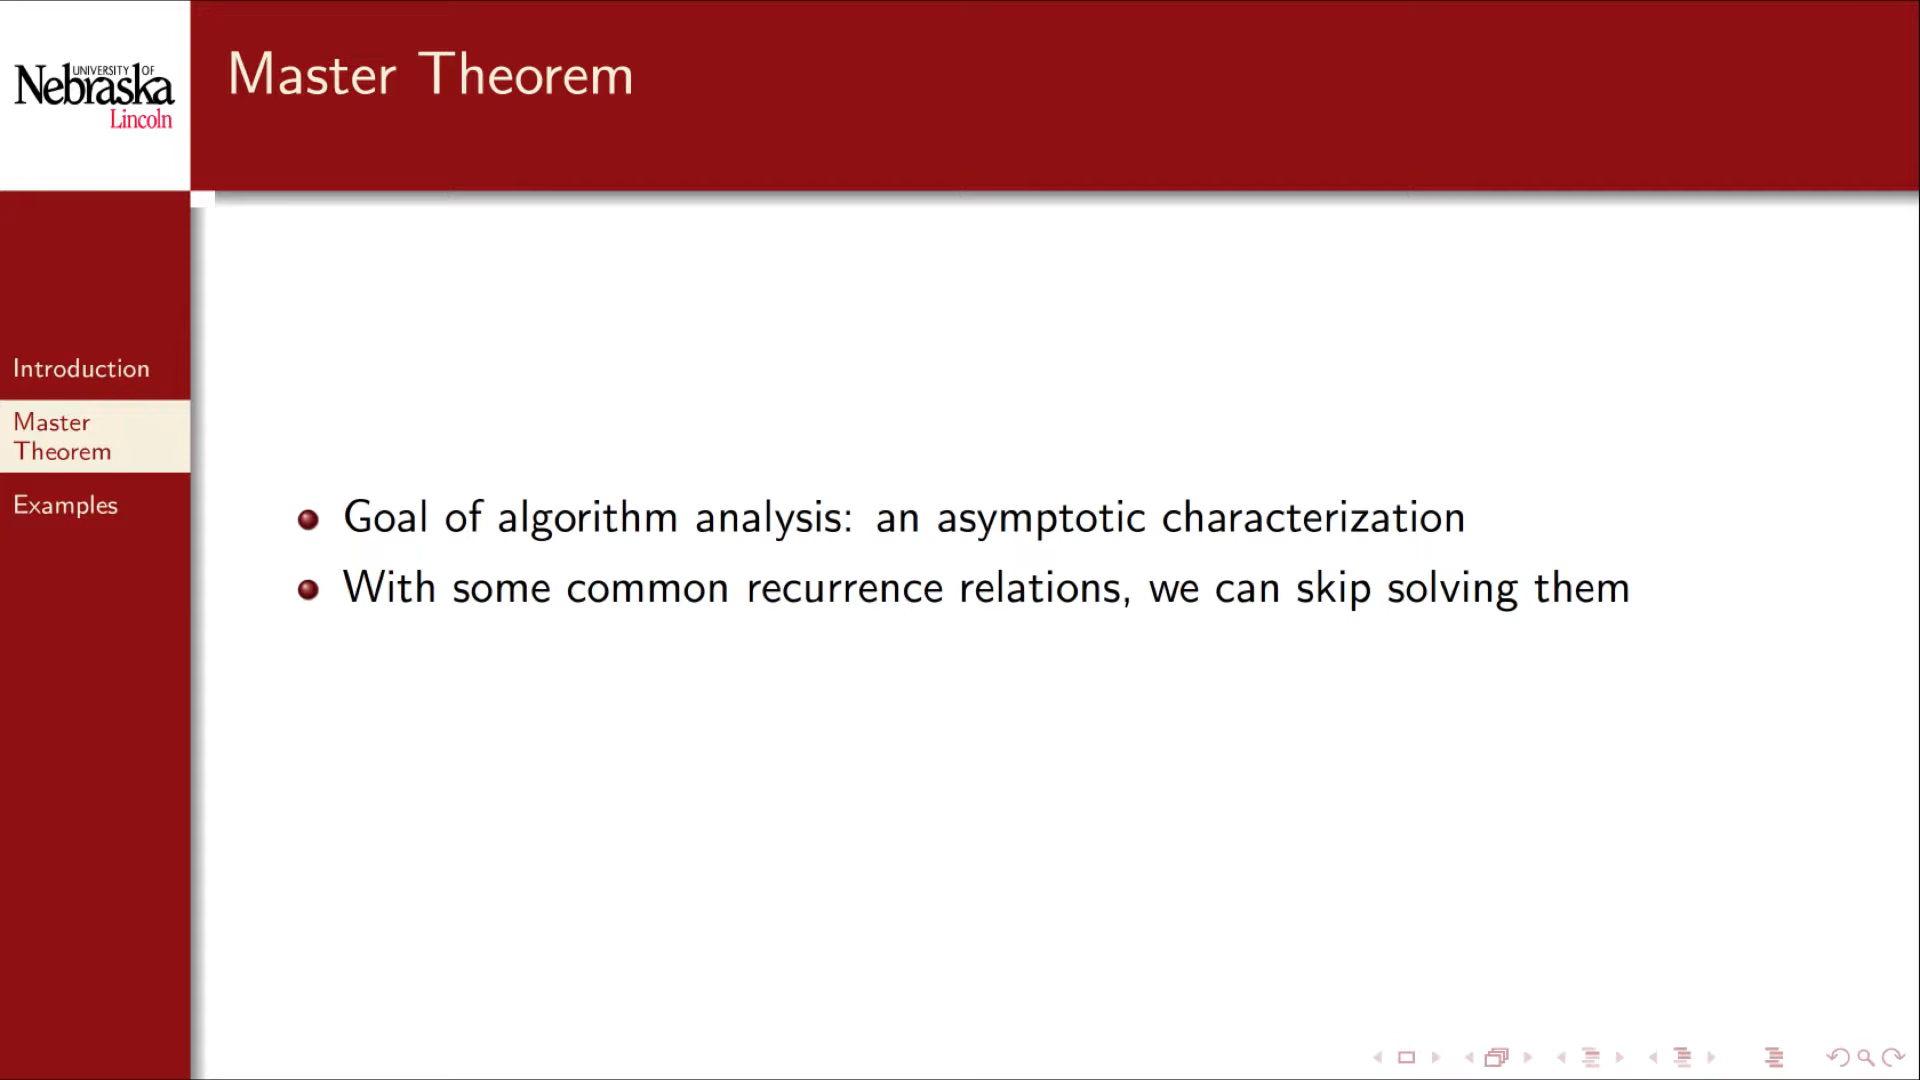 UNIVERSITY OF
Nebraska
Lincoln
Master Theorem
Introduction
Master
Theorem
Examples
Goal of algorithm analysis: an asymptotic characterization
With some common recurrence relations, we can skip solving them